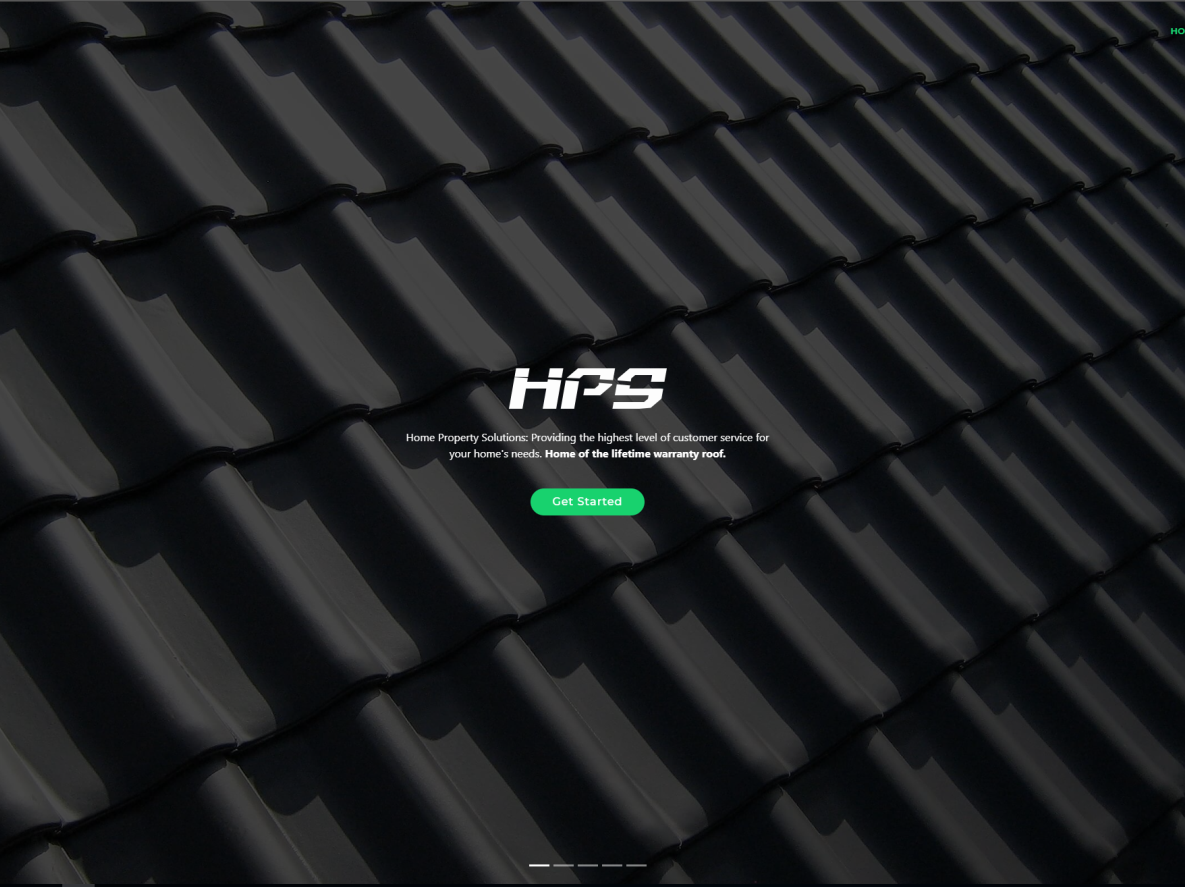 HO
HPS
Home Property Solutions: Providing the highest level of customer service for
your home's needs. Home of the lifetime warranty roof.
Get Started